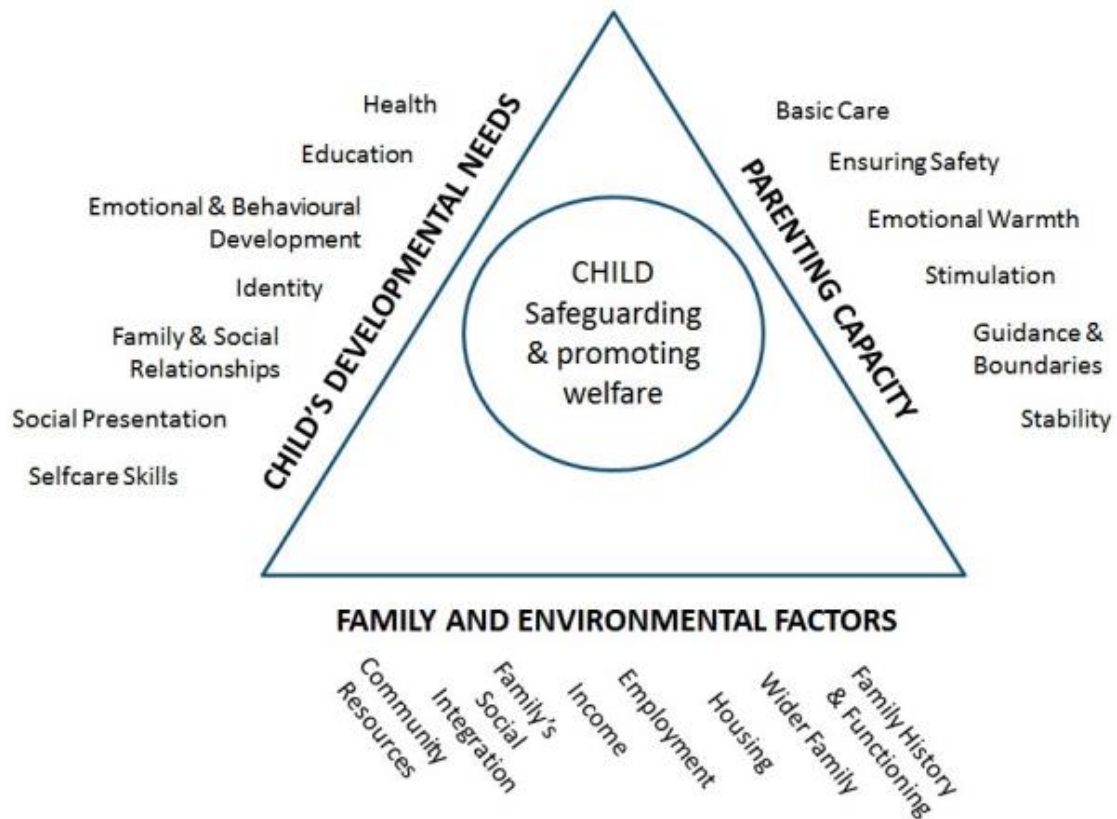 CHILD'S DEVELOPMENTAL NEEDS
Health
Education
Emotional & Behavioural
Development
Identity
Family & Social
Relationships
Social Presentation
Selfcare Skills
CHILD
Safeguarding
& promoting
welfare
PARENTING CAPACITY
Basic Care
Ensuring Safety
Emotional Warmth
Stimulation
Guidance &
Boundaries
Stability
FAMILY AND ENVIRONMENTAL FACTORS
Community
Resources
Family's
Social
Integration
Income
Employment
Housing
Wider Family
Family History
& Functioning